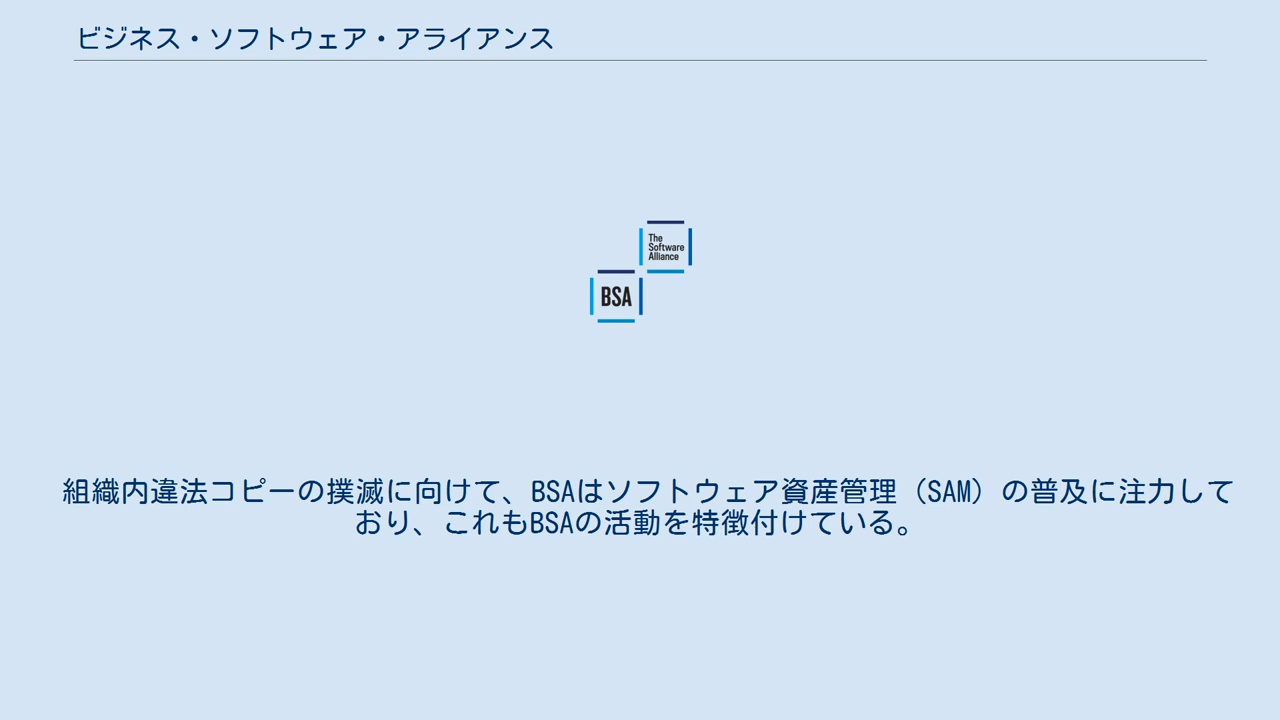 ビジネス・ソフトウェア・アライアンス
The
Software
Alliance
BSA
組織内違法コピーの撲滅に向けて、BSAはソフトウェア資産管理（SAM）の普及に注力して
おり、これもBSAの活動を特徴付けている。